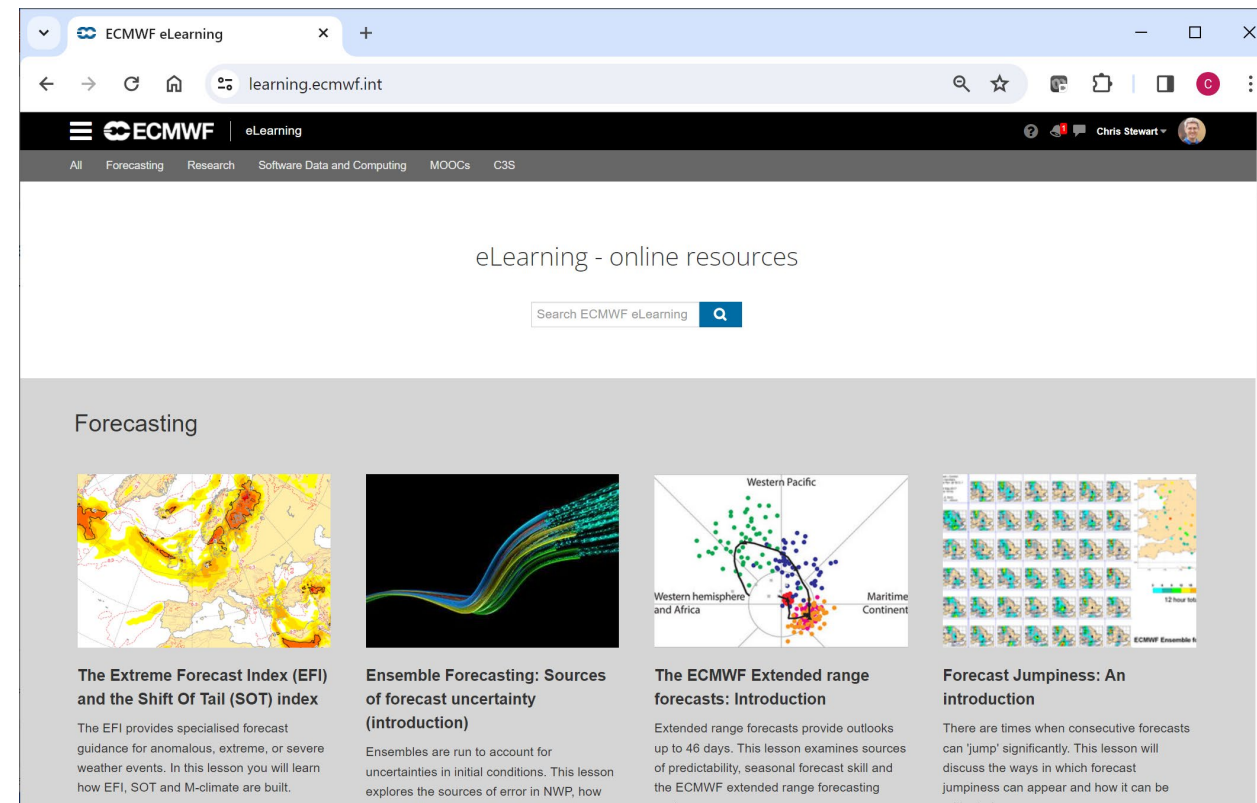 ECMWF eLearning
learning.ecmwf.int
C
ECMWF eLearning
1 Chris Stewart
All Forecasting Research Software Data and Computing MOOCs C3S
eLearning - online resources
Search ECMWF eLearning
Forecasting
Western Pacific
Western hemisphere
and Africa
Maritime
Continent
12 hour tot
ECMWF Ensemble f
The Extreme Forecast Index (EFI)
and the Shift Of Tail (SOT) index
The EFI provides specialised forecast
guidance for anomalous, extreme, or severe
weather events. In this lesson you will learn
how EFI, SOT and M-climate are built.
Ensemble Forecasting: Sources
of forecast uncertainty
(introduction)
Ensembles are run to account for
uncertainties in initial conditions. This lesson
explores the sources of error in NWP, how
The ECMWF Extended range
forecasts: Introduction
Extended range forecasts provide outlooks
up to 46 days. This lesson examines sources
of predictability, seasonal forecast skill and
the ECMWF extended range forecasting
Forecast Jumpiness: An
introduction
There are times when consecutive forecasts
can 'jump' significantly. This lesson will
discuss the ways in which forecast
jumpiness can appear and how it can be